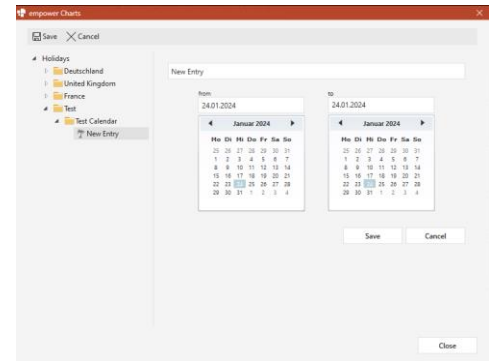 empower Charts
Save Cancel
Holidays
Deutschland
United Kingdom
France
Test
Test Calendar
New Entry
New Entry
from
24.01.2024
Januar 2024
Mo Di Mi Do Fr Sa So
25 26 27 28 29 30 31
1 2 3 4 5 6 7
8 9 10 11 12 13 14
15 16 17 18 19 20 21
22 23 24 25 26 27 28
29 30 31 1 2 3 4
to
24.01.2024
Januar 2024
Mo Di Mi Do Fr Sa So
25 26 27 28 29 30 31
1 2 3 4 5 6 7
8 9 10 11 12 13 14
15 16 17 18 19 20 21
22 23 24 25 26 27 28
29 30 31 1 2 3 4
Save Cancel
Close